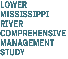 LOWER
MISSISSIPPI
RIVER
COMPREHENSIVE
MANAGEMENT
STUDY